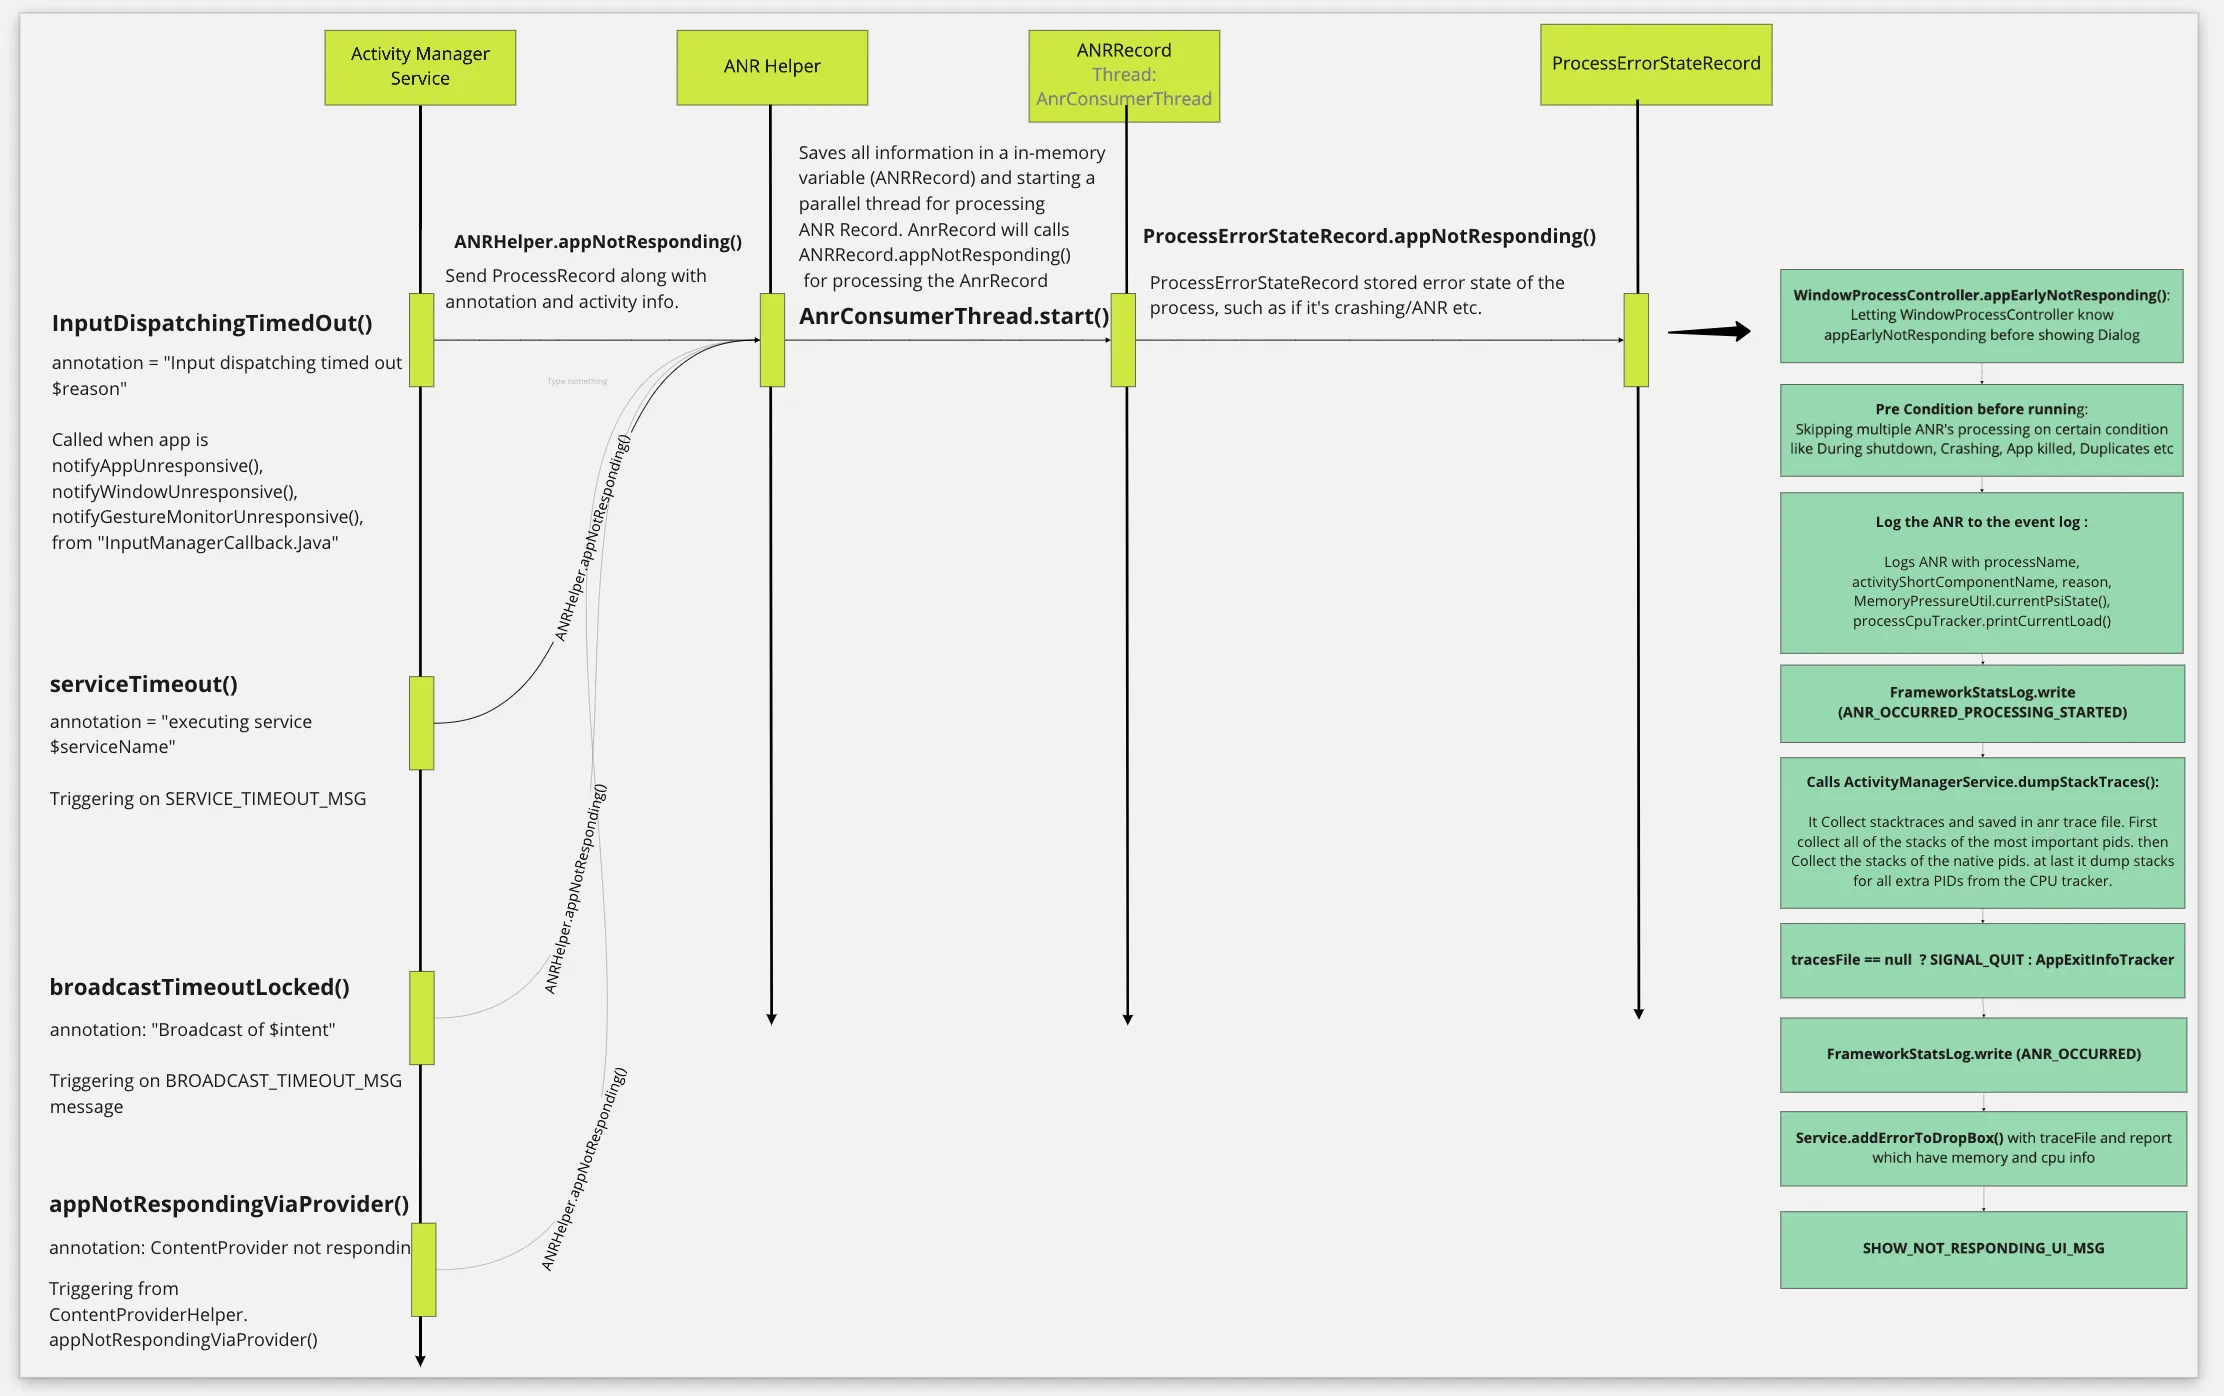 Activity Manager
Service
ANR Helper
ANRRecord
Thread:
AnrConsumerThread
ProcessErrorStateRecord
Saves all information in a in-memory
variable (ANRRecord) and starting a
parallel thread for processing
ANR Record. AnrRecord will calls
ANRRecord.appNotResponding()
for processing the AnrRecord
AnrConsumerThread.start()
ANRHelper.appNotResponding()
Send ProcessRecord along with
annotation and activity info.
ProcessErrorStateRecord.appNotResponding()
ProcessErrorStateRecord stored error state of the
process, such as if it's crashing/ANR etc.
InputDispatchingTimedOut()
annotation = "Input dispatching timed out
$reason"
Called when app is
notifyAppUnresponsive(),
notifyWindowUnresponsive(),
notifyGestureMonitorUnresponsive(),
from "InputManagerCallback.Java"
Type something
ANRHelper.appNotResponding()
serviceTimeout()
annotation = "executing service
$serviceName"
Triggering on SERVICE_TIMEOUT_MSG
ANRHelper.appNotResponding()
broadcastTimeoutLocked()
annotation: "Broadcast of $intent"
Triggering on BROADCAST_TIMEOUT_MSG
message
ANRHelper.appNotResponding()
appNotRespondingViaProvider()
annotation: ContentProvider not respondin
Triggering from
ContentProviderHelper.
appNotRespondingViaProvider()
WindowProcessController.appEarlyNotResponding():
Letting WindowProcessController know
appEarlyNotResponding before showing Dialog
Pre Condition before running:
Skipping multiple ANR's processing on certain condition
like During shutdown, Crashing, App killed, Duplicates etc
Log the ANR to the event log :
Logs ANR with processName,
activityShortComponentName, reason,
MemoryPressureUtil.currentPsiState(),
processCpuTracker.printCurrentLoad()
FrameworkStatsLog.write
(ANR_OCCURRED_PROCESSING_STARTED)
Calls ActivityManagerService.dumpStackTraces():
It Collect stacktraces and saved in anr trace file. First
collect all of the stacks of the most important pids. then
Collect the stacks of the native pids. at last it dump stacks
for all extra PIDs from the CPU tracker.
tracesFile == null ? SIGNAL_QUIT : AppExitInfoTracker
FrameworkStatsLog.write (ANR_OCCURRED)
Service.addErrorToDropBox() with traceFile and report
which have memory and cpu info
SHOW_NOT_RESPONDING_UI_MSG